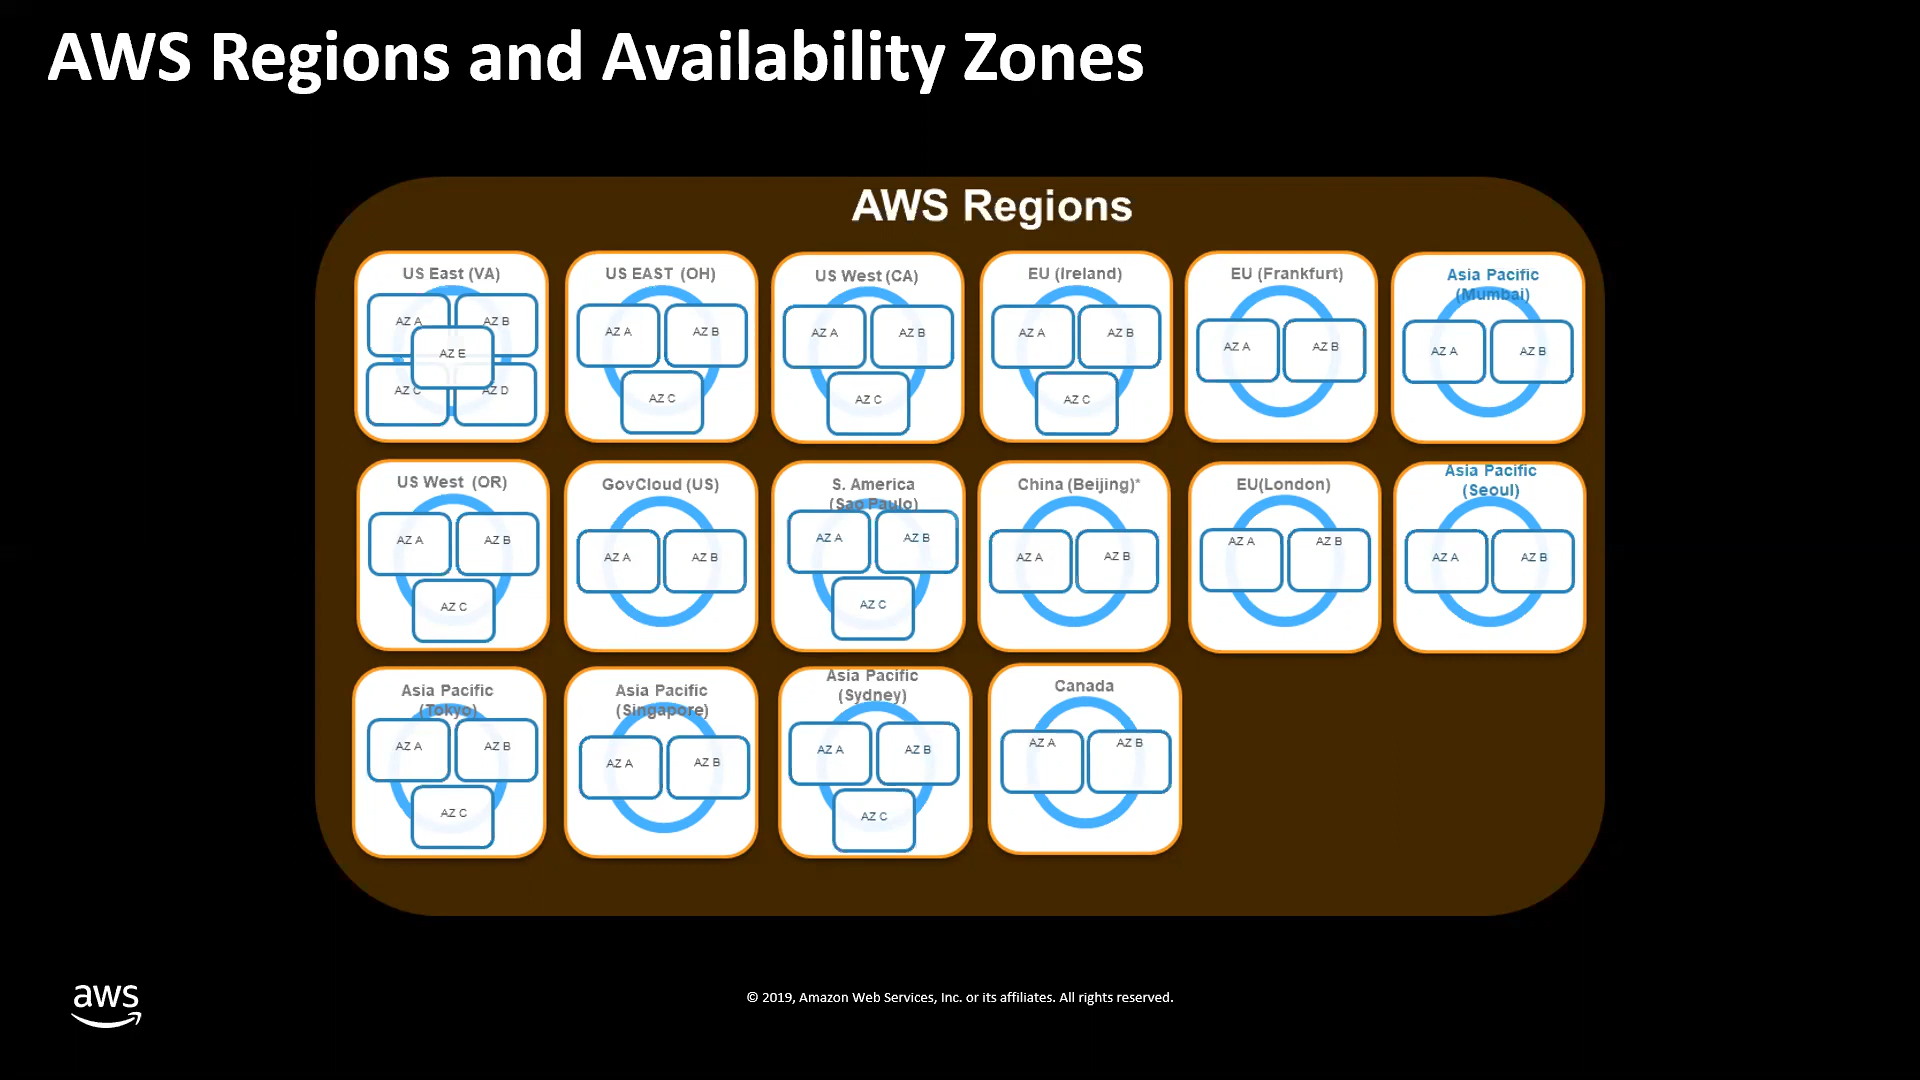 AWS Regions and Availability Zones
AWS Regions
US East (VA)
AZ A
AZ B
AZ E
AZ C
AZ D
US EAST (OH)
AZ A
AZ B
AZ C
US West (CA)
AZ A
AZ B
AZ C
EU (Ireland)
AZ A
AZ B
AZ C
EU (Frankfurt)
AZ A
AZ B
Asia Pacific
(Mumbai)
AZ A
AZ B
US West (OR)
AZ A
AZ B
AZ C
GovCloud (US)
AZ A
AZ B
S. America
(Sao Paulo)
AZ A
AZ B
AZ C
China (Beijing)*
AZ A
AZ B
EU(London)
AZ A
AZ B
Asia Pacific
(Seoul)
AZ A
AZ B
Asia Pacific
(Tokyo)
AZ A
AZ B
AZ C
Asia Pacific
(Singapore)
AZ A
AZ B
Asia Pacific
(Sydney)
AZ A
AZ B
AZ C
Canada
AZ A
AZ B
aws
© 2019, Amazon Web Services, Inc. or its affiliates. All rights reserved.